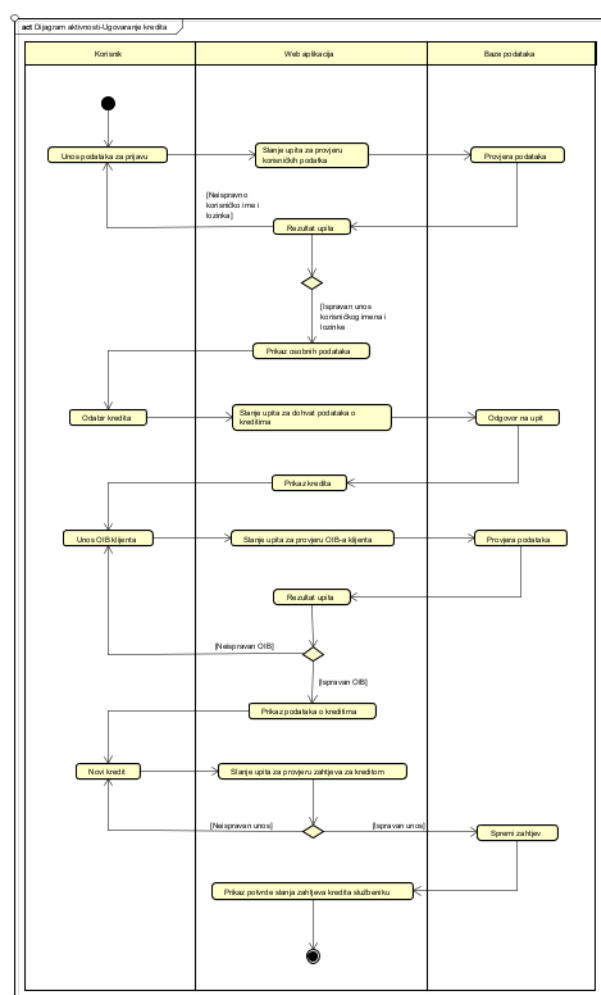 act Dijagram aktivnosti-Ugovaranje kredita
Korisnik
Web aplikacija
Baze podataka
Unos podataka za prijavu
Slanje upita za provjeru
korisničkih podatka
Provjera podataka
[Neispravno
korisničko ime i
lozinka]
Rezultat upita
[Ispravan unos
korisničkog imena i
lozinke
Prikaz osobnih podataka
Odabir kredita
Slanje upita za dohvat podataka o
kreditima
Odgovor na upit
Prikaz kredita
Unos OIB klijenta
Slanje upita za provjeru OIB-a klijenta
Provjera podataka
Rezultat upita
[Neispravan OIB]
[Ispravan OIB]
Prikaz podataka o kreditima
Novi kredit
Slanje upita za provjeru zahtjeva za kreditom
[Neispravan unos]
[Ispravan unos]
Spremi zahtjev
Prikaz potvrde slanja zahtjeva kredita službeniku